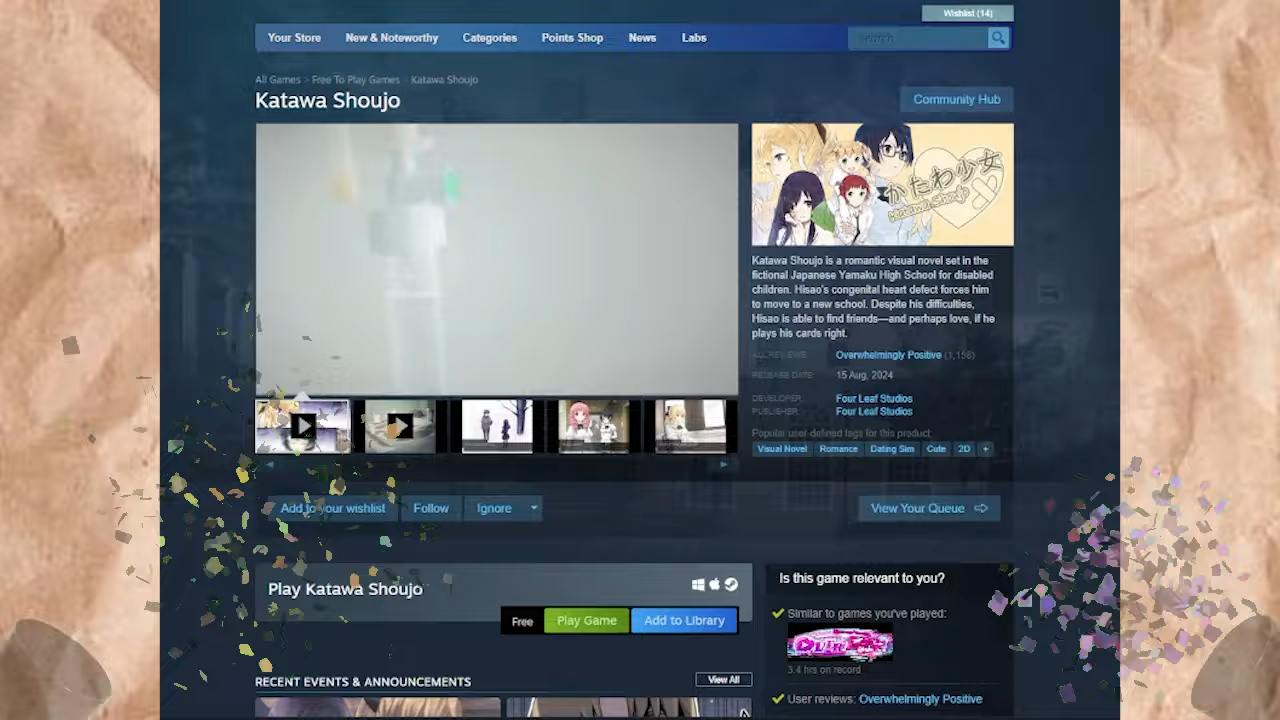 Wishlist (14)
Your Store
New & Noteworthy
Categories
Points Shop
News
Labs
search
All Games > Free To Play Games > Katawa Shoujo
Katawa Shoujo
Community Hub
かたわ少女
Katawa Shoujo
Katawa Shoujo is a romantic visual novel set in the
fictional Japanese Yamaku High School for disabled
children. Hisao's congenital heart defect forces him
to move to a new school. Despite his difficulties,
Hisao is able to find friends—and perhaps love, if he
plays his cards right.
ALL REVIEWS: Overwhelmingly Positive (1,158)
RELEASE DATE: 15 Aug, 2024
DEVELOPER: Four Leaf Studios
PUBLISHER: Four Leaf Studios
Popular user-defined tags for this product:
Visual Novel Romance Dating Sim Cute 2D +
Add to your wishlist
Follow
Ignore
View Your Queue
Play Katawa Shoujo
Free
Play Game
Add to Library
Is this game relevant to you?
Similar to games you've played:
3.4 hrs on record
User reviews: Overwhelmingly Positive
RECENT EVENTS & ANNOUNCEMENTS
View All